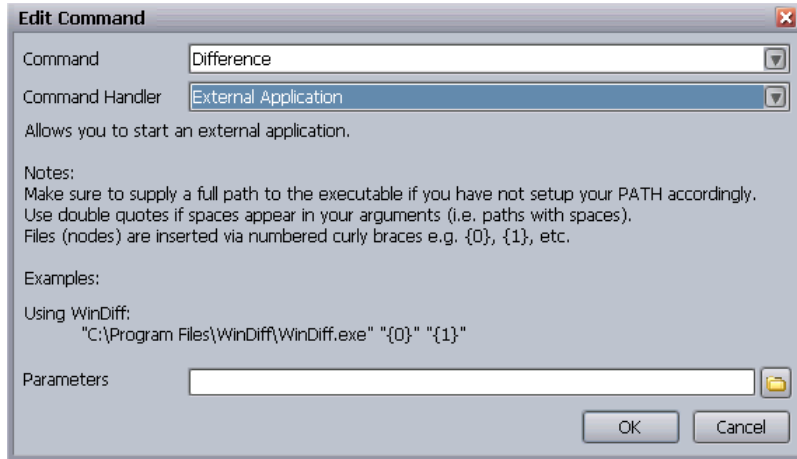 Edit Command
Command Difference
Command Handler External Application
Allows you to start an external application.
Notes:
Make sure to supply a full path to the executable if you have not setup your PATH accordingly.
Use double quotes if spaces appear in your arguments (i.e. paths with spaces).
Files (nodes) are inserted via numbered curly braces e.g. {0}, {1}, etc.
Examples:
Using WinDiff:
"C:\Program Files\WinDiff\WinDiff.exe" "{0}" "{1}"
Parameters
OK Cancel